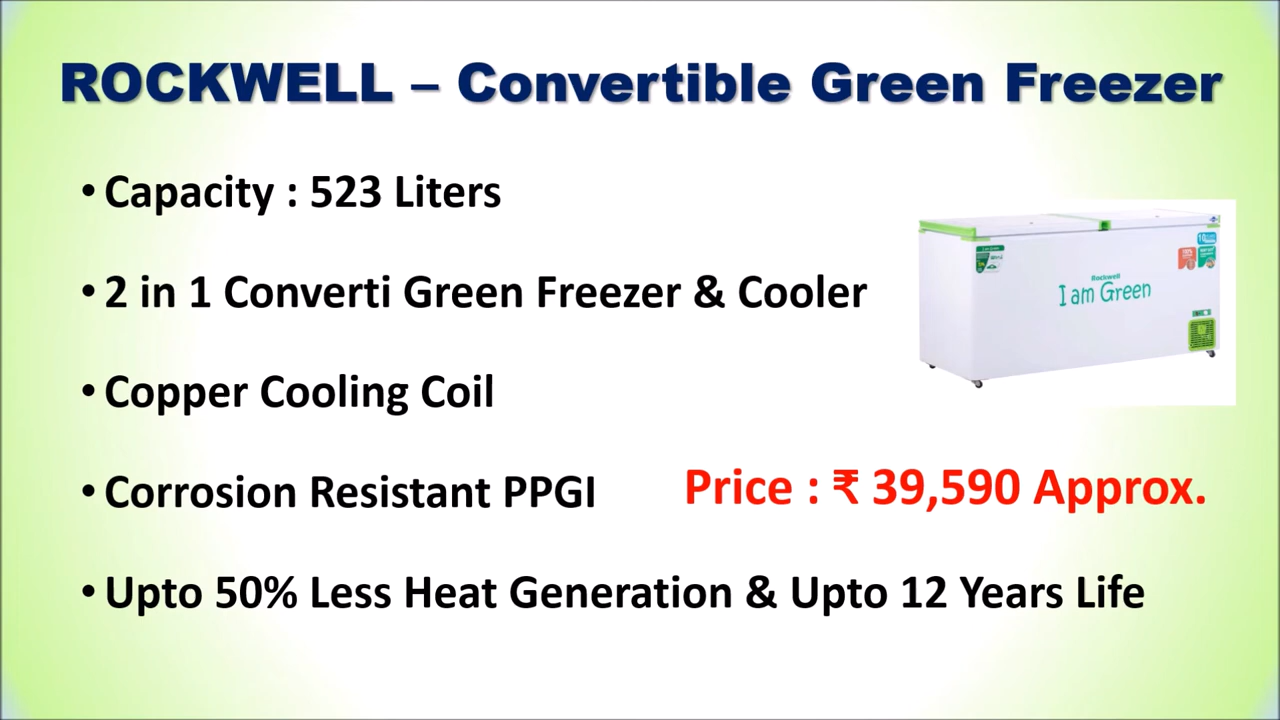 ROCKWELL – Convertible Green Freezer
• Capacity : 523 Liters
• 2 in 1 Converti Green Freezer & Cooler
Rockwell
I am Green
• Copper Cooling Coil
• Corrosion Resistant PPGI
Price : ₹ 39,590 Approx.
• Upto 50% Less Heat Generation & Upto 12 Years Life